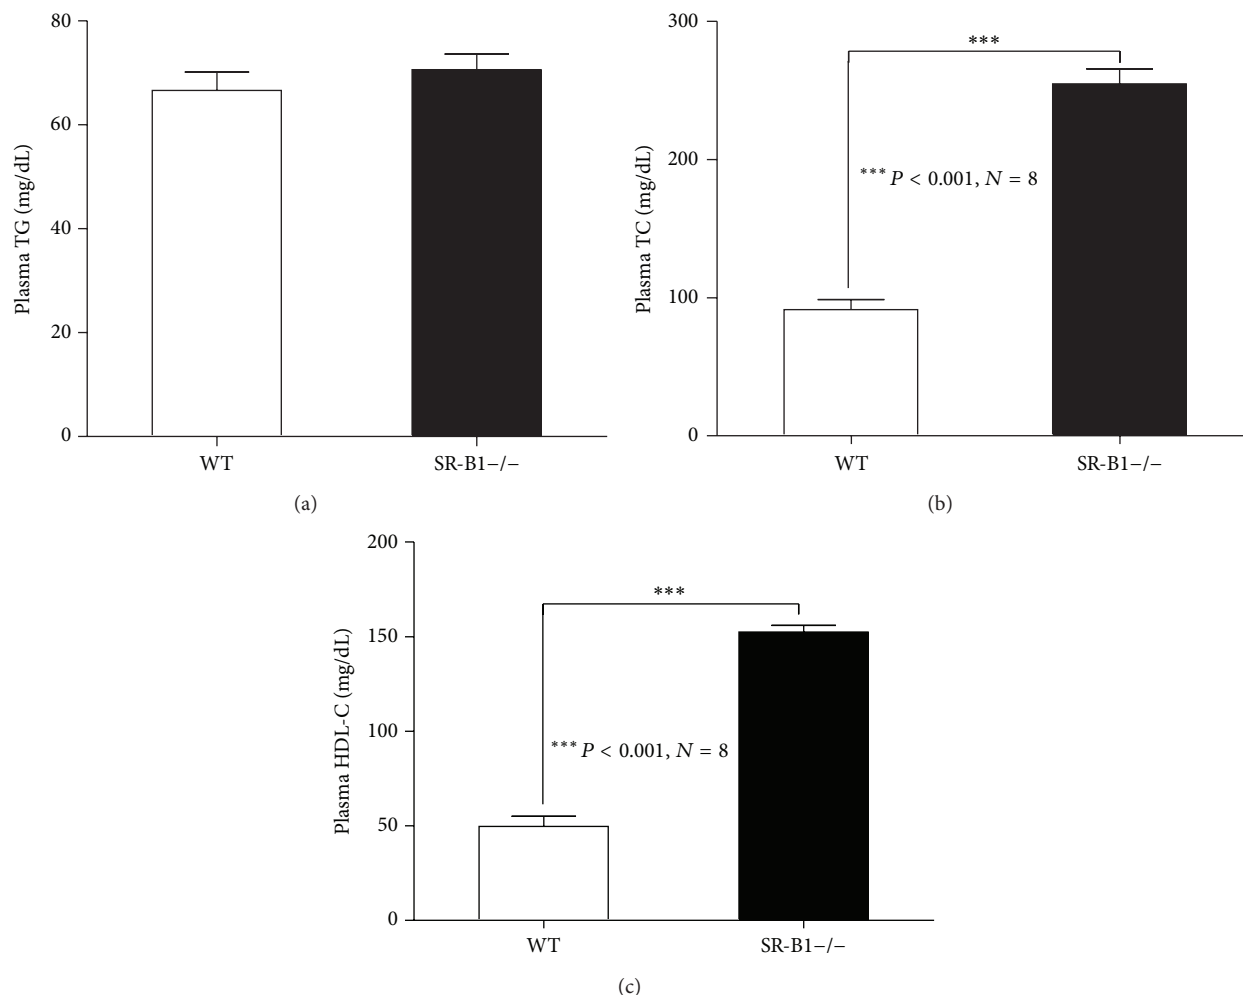 80
60
40
20
0
Plasma TG (mg/dL)
WT
SR-B1−/−
(a)
300
200
100
0
Plasma TC (mg/dL)
***
***P < 0.001, N = 8
WT
SR-B1−/−
(b)
200
150
100
50
0
Plasma HDL-C (mg/dL)
***
***P < 0.001, N = 8
WT
SR-B1−/−
(c)